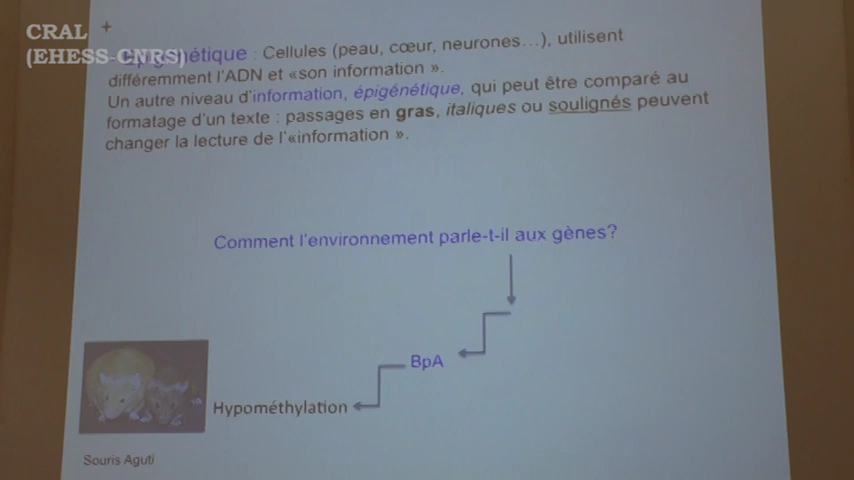 CRAL
(EHESS-CNRS)
+
Epigénétique : Cellules (peau, cœur, neurones…), utilisent
différemment l'ADN et «son information ».
Un autre niveau d'information, épigénétique, qui peut être comparé au
formatage d'un texte : passages en gras, italiques ou soulignés peuvent
changer la lecture de l'«information ».
Comment l'environnement parle-t-il aux gènes?
BpA
Hypométhylation
Souris Aguti